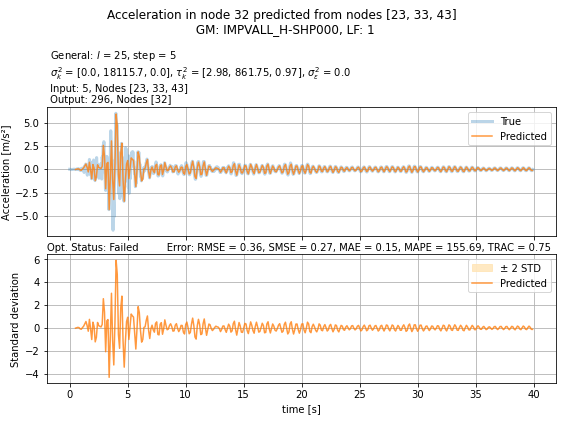 Acceleration in node 32 predicted from nodes [23, 33, 43]
GM: IMPVALL_H-SHP000, LF: 1
General: l = 25, step = 5
σ²ₖ = [0.0, 18115.7, 0.0], τ²ₖ = [2.98, 861.75, 0.97], σ²ₑ = 0.0
Input: 5, Nodes [23, 33, 43]
Output: 296, Nodes [32]
Acceleration [m/s²]
5.0
2.5
0.0
−2.5
−5.0
True
Predicted
Opt. Status: Failed Error: RMSE = 0.36, SMSE = 0.27, MAE = 0.15, MAPE = 155.69, TRAC = 0.75
Standard deviation
6
4
2
0
−2
−4
± 2 STD
Predicted
0 5 10 15 20 25 30 35 40
time [s]